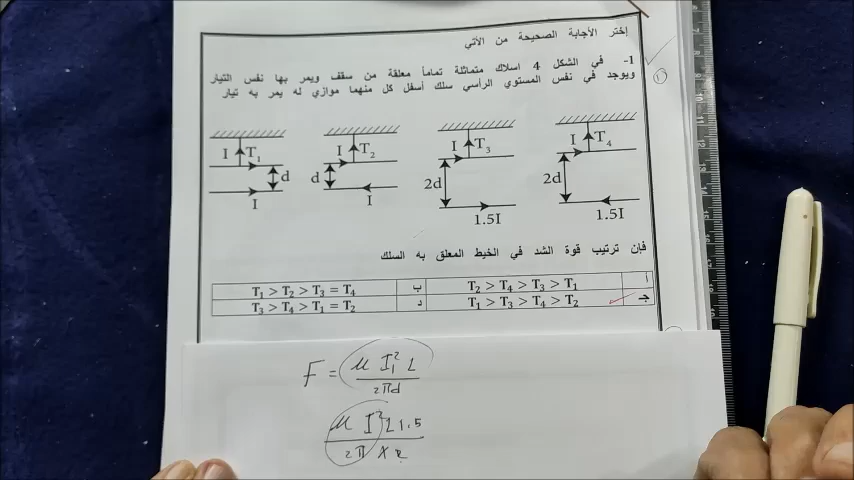 إختر الأجابة الصحيحة من الأتي
1- في الشكل 4 اسلاك متماثلة تماماً معلقة من سقف ويمر بها نفس التيار
ويوجد في نفس المستوي الرأسي سلك أسفل كل منهما موازي له يمر به تيار
I T₁ d I
I T₂ d I
I T₃ 2d 1.5I
I T₄ 2d 1.5I
فإن ترتيب قوة الشد في الخيط المعلق به السلك
أ T₂ > T₄ > T₃ > T₁
ب T₁ > T₂ > T₃ = T₄
جـ T₁ > T₃ > T₄ > T₂
د T₃ > T₄ > T₁ = T₂
F = μ I₁² L / 2πd
μ I² L 1.5 / 2π × 2